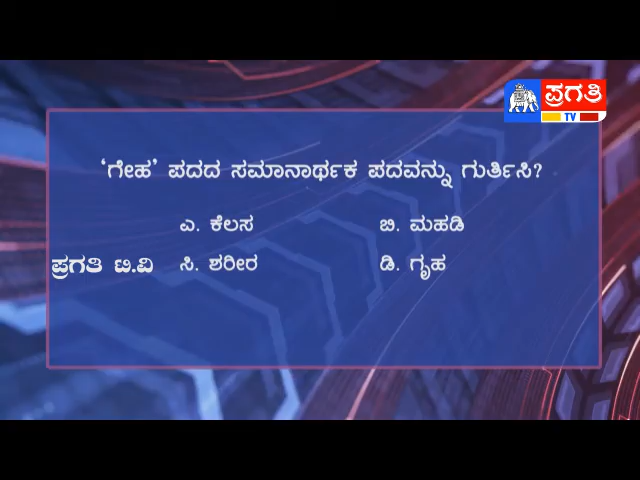 ಪ್ರಗತಿ
TV
‘ಗೇಹ’ ಪದದ ಸಮಾನಾರ್ಥಕ ಪದವನ್ನು ಗುರ್ತಿಸಿ?
ಎ. ಕೆಲಸ ಬಿ. ಮಹಡಿ
ಪ್ರಗತಿ ಟಿ.ವಿ ಸಿ. ಶರೀರ ಡಿ. ಗೃಹ